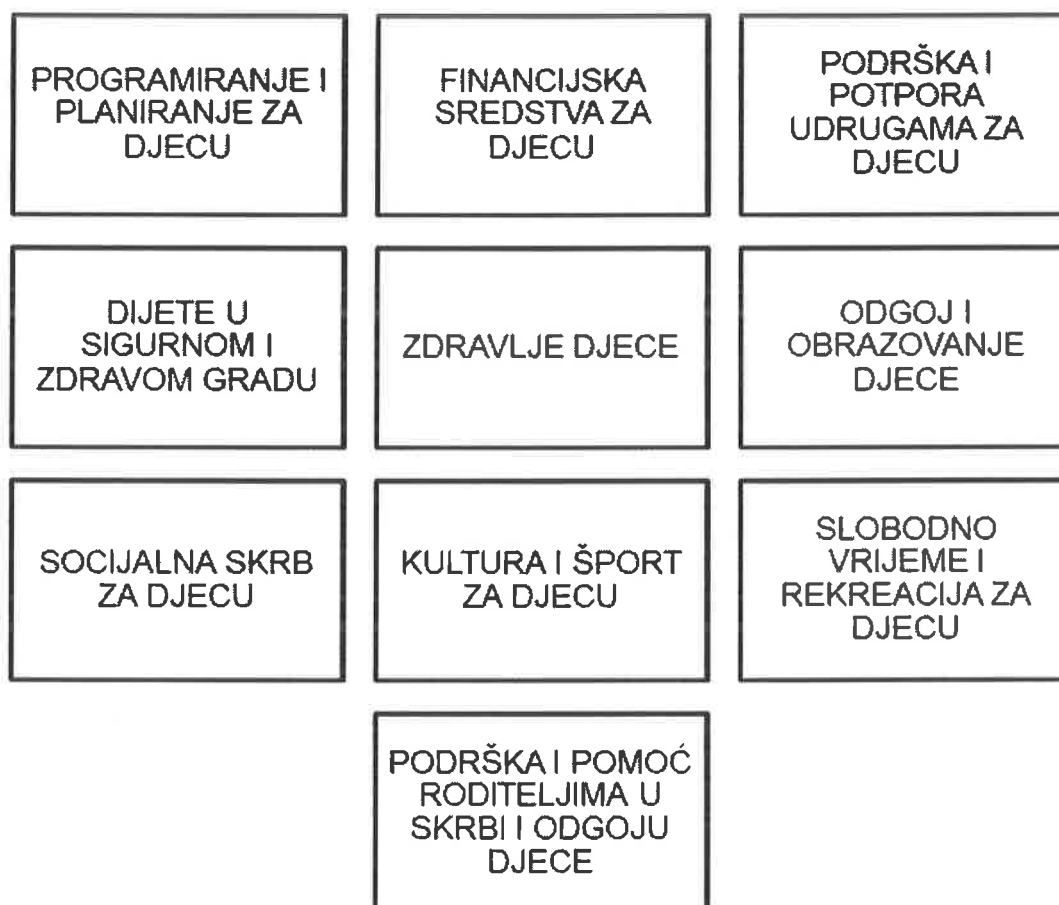 PROGRAMIRANJE I
PLANIRANJE ZA
DJECU
FINANCIJSKA
SREDSTVA ZA
DJECU
PODRŠKA I
POTPORA
UDRUGAMA ZA
DJECU
DIJETE U
SIGURNOM I
ZDRAVOM GRADU
ZDRAVLJE DJECE
ODGOJ I
OBRAZOVANJE
DJECE
SOCIJALNA SKRB
ZA DJECU
KULTURA I ŠPORT
ZA DJECU
SLOBODNO
VRIJEME I
REKREACIJA ZA
DJECU
PODRŠKA I POMOĆ
RODITELJIMA U
SKRBI I ODGOJU
DJECE